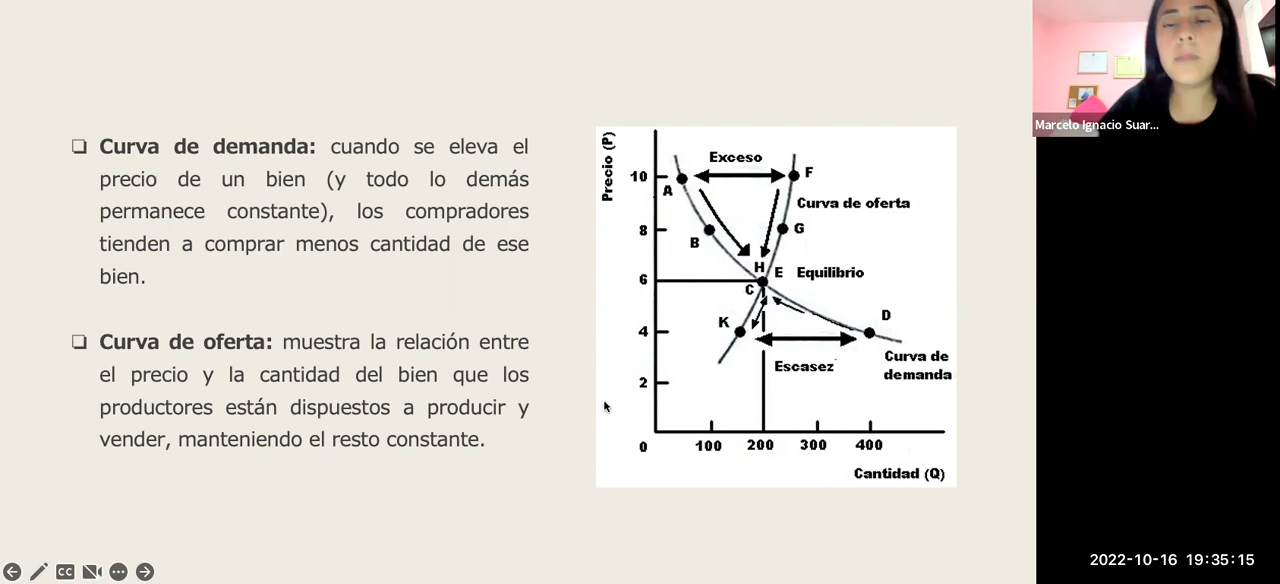 Curva de demanda: cuando se eleva el
precio de un bien (y todo lo demás
permanece constante), los compradores
tienden a comprar menos cantidad de ese
bien.
Curva de oferta: muestra la relación entre
el precio y la cantidad del bien que los
productores están dispuestos a producir y
vender, manteniendo el resto constante.
Precio (P)
Exceso
10
A
F
Curva de oferta
8
B
G
H
6
C
E Equilibrio
K
D
4
Escasez
Curva de
demanda
2
0
100
200
300
400
Cantidad (Q)
Marcelo Ignacio Suar...
CC
2022-10-16 19:35:15